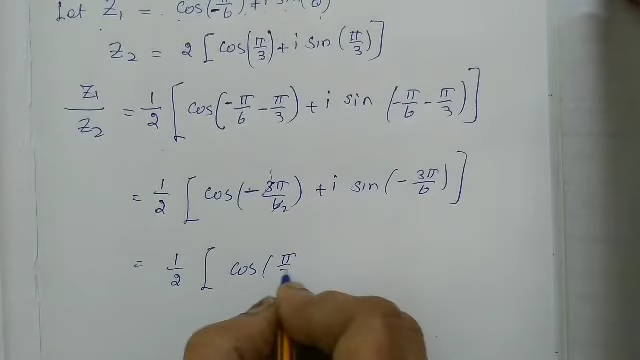 Let Z₁ = cos(-π/6) + i sin(π/6)
Z₂ = 2 [cos(π/3) + i sin (π/3)]
Z₁/Z₂ = 1/2 [cos(-π/6 - π/3) + i sin (-π/6 - π/3)]
= 1/2 [cos(-3π/6) + i sin(-3π/6)]
= 1/2 [cos(π